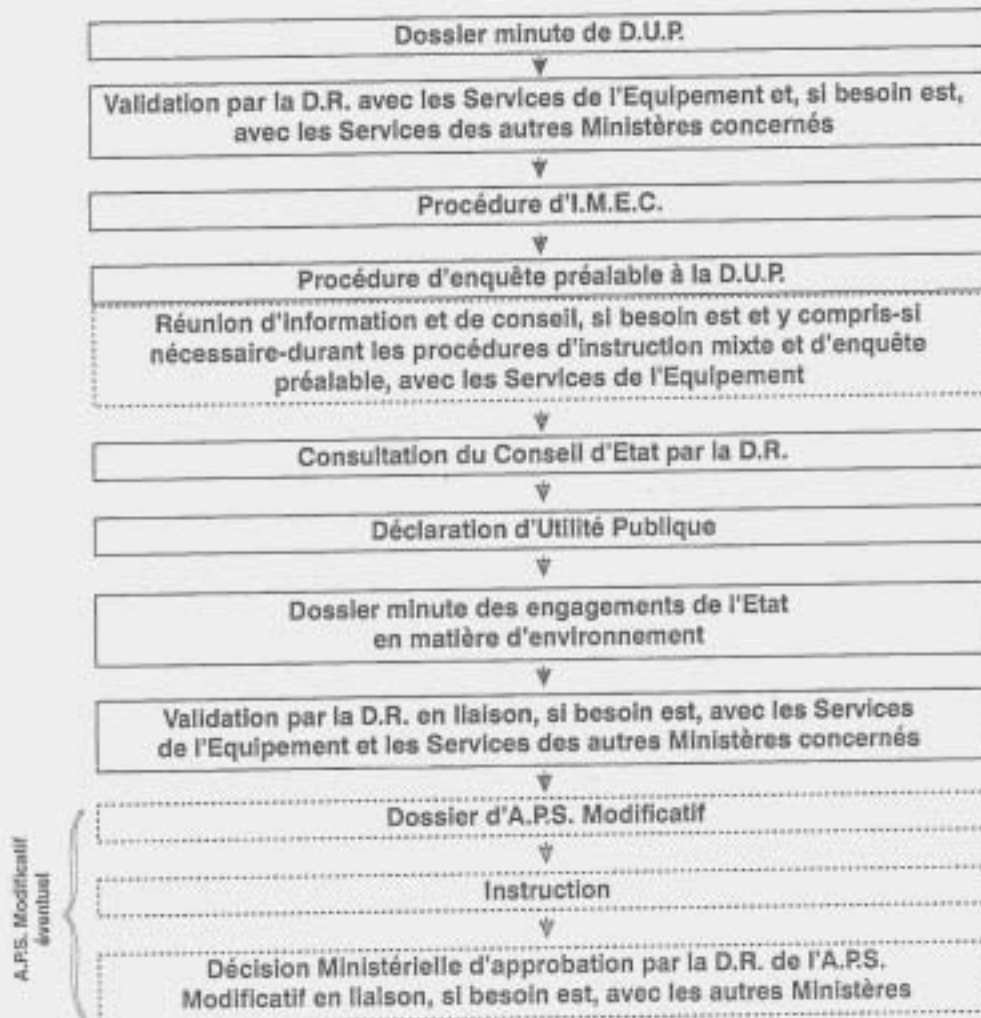 Dossier minute de D.U.P.
Validation par la D.R. avec les Services de l'Equipement et, si besoin est,
avec les Services des autres Ministères concernés
Procédure d'I.M.E.C.
Procédure d'enquête préalable à la D.U.P.
Réunion d'information et de conseil, si besoin est et y compris-si
nécessaire-durant les procédures d'instruction mixte et d'enquête
préalable, avec les Services de l'Equipement
Consultation du Conseil d'Etat par la D.R.
Déclaration d'Utilité Publique
Dossier minute des engagements de l'Etat
en matière d'environnement
Validation par la D.R. en liaison, si besoin est, avec les Services
de l'Equipement et les Services des autres Ministères concernés
A.P.S. Modificatif
éventuel
Dossier d'A.P.S. Modificatif
Instruction
Décision Ministérielle d'approbation par la D.R. de l'A.P.S.
Modificatif en liaison, si besoin est, avec les autres Ministères